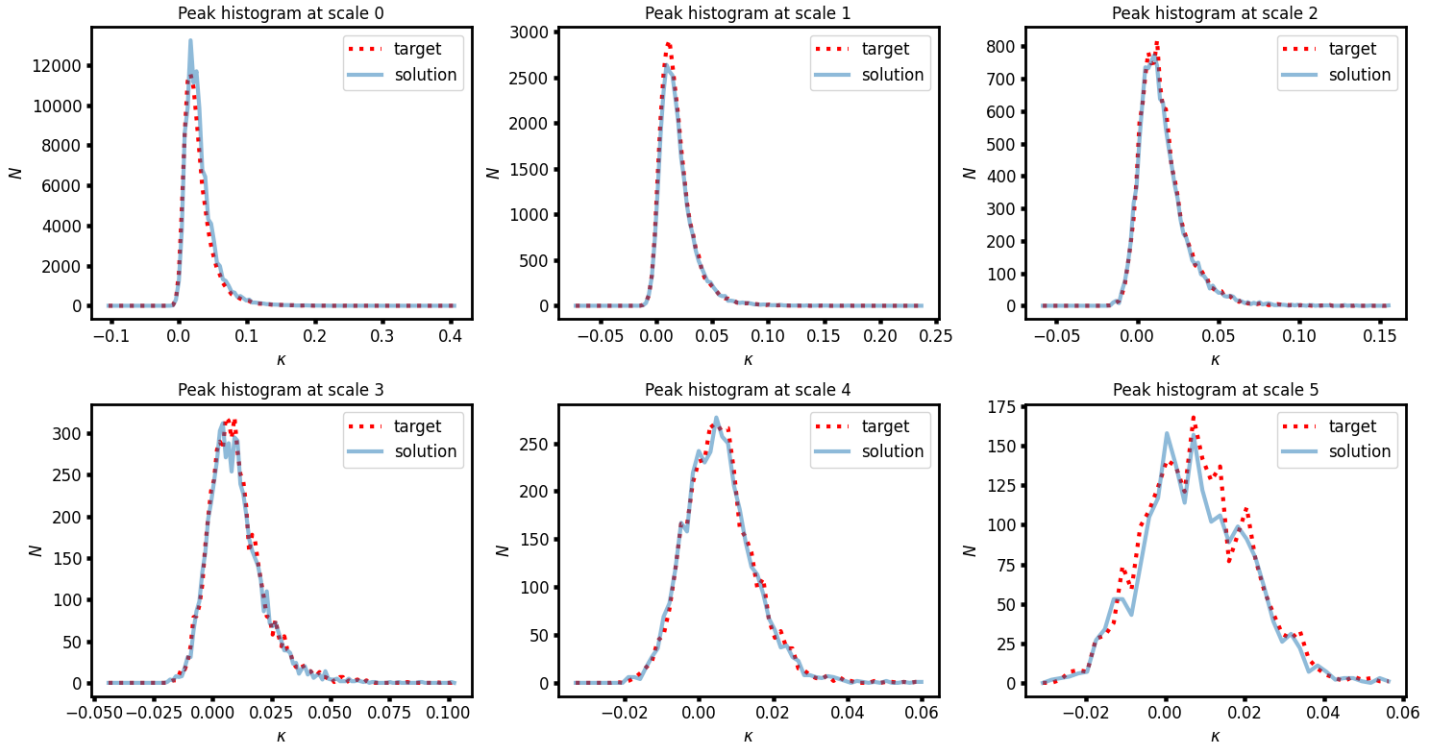 Peak histogram at scale 0
12000
10000
8000
6000
4000
2000
0
N
target
solution
−0.1 0.0 0.1 0.2 0.3 0.4
κ
Peak histogram at scale 1
3000
2500
2000
1500
1000
500
0
N
target
solution
−0.05 0.00 0.05 0.10 0.15 0.20 0.25
κ
Peak histogram at scale 2
800
700
600
500
400
300
200
100
0
N
target
solution
−0.05 0.00 0.05 0.10 0.15
κ
Peak histogram at scale 3
300
250
200
150
100
50
0
N
target
solution
−0.050 −0.025 0.000 0.025 0.050 0.075 0.100
κ
Peak histogram at scale 4
250
200
150
100
50
0
N
target
solution
−0.02 0.00 0.02 0.04 0.06
κ
Peak histogram at scale 5
175
150
125
100
75
50
25
0
N
target
solution
−0.02 0.00 0.02 0.04 0.06
κ